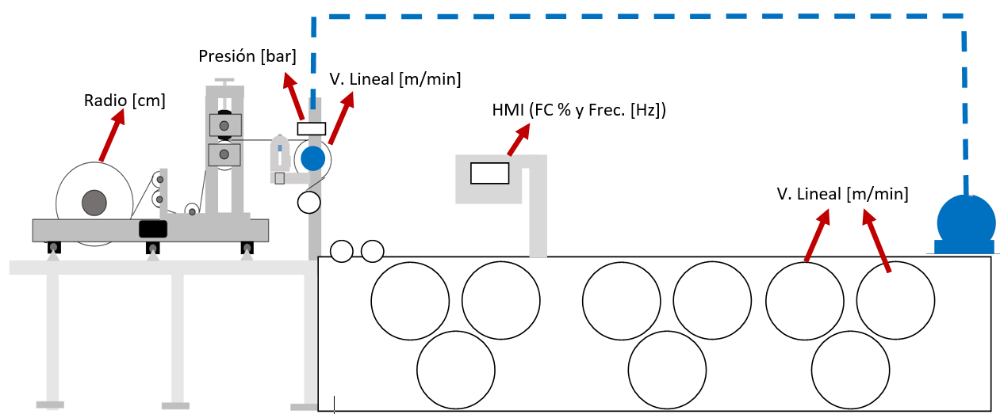 Presión [bar]
V. Lineal [m/min]
Radio [cm]
HMI (FC % y Frec. [Hz])
V. Lineal [m/min]